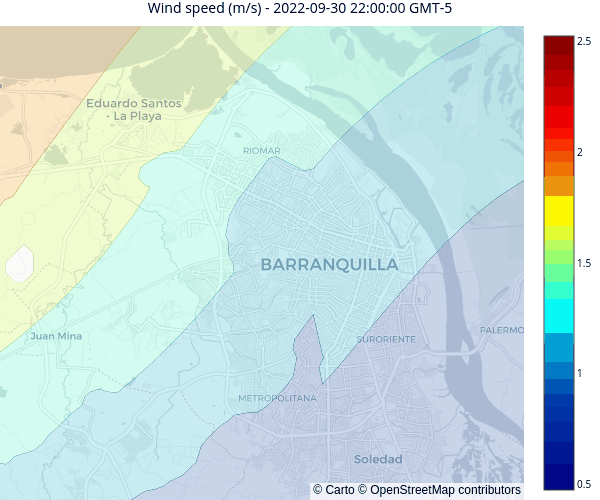 Wind speed (m/s) - 2022-09-30 22:00:00 GMT-5
2.5
Eduardo Santos
- La Playa
RIOMAR
2
BARRANQUILLA
1.5
Juan Mina
SURORIENTE
PALERMO
1
METROPOLITANA
Soledad
0.5
© Carto © OpenStreetMap contributors